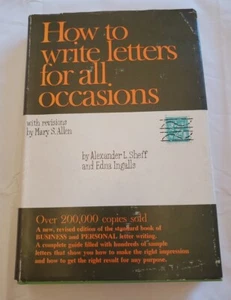 How to
write letters
for all
occasions
with revisions
by Mary S. Allen
by Alexander L. Sheff
and Edna Ingalls
Over 200,000 copies sold
A new, revised edition of the standard book of
BUSINESS and PERSONAL letter writing.
A complete guide filled with hundreds of sample
letters that show you how to make the right impression
and how to get the right result for any purpose.